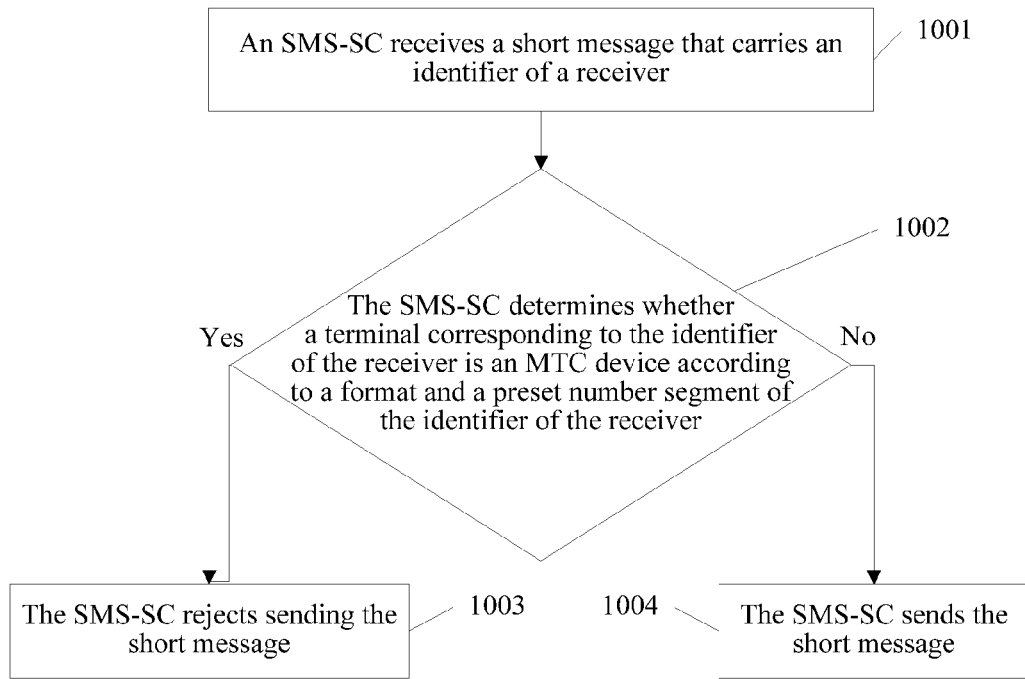 An SMS-SC receives a short message that carries an
identifier of a receiver
1001
1002
The SMS-SC determines whether
a terminal corresponding to the identifier
of the receiver is an MTC device according
to a format and a preset number segment of
the identifier of the receiver
Yes
No
The SMS-SC rejects sending the
short message
1003
1004
The SMS-SC sends the
short message